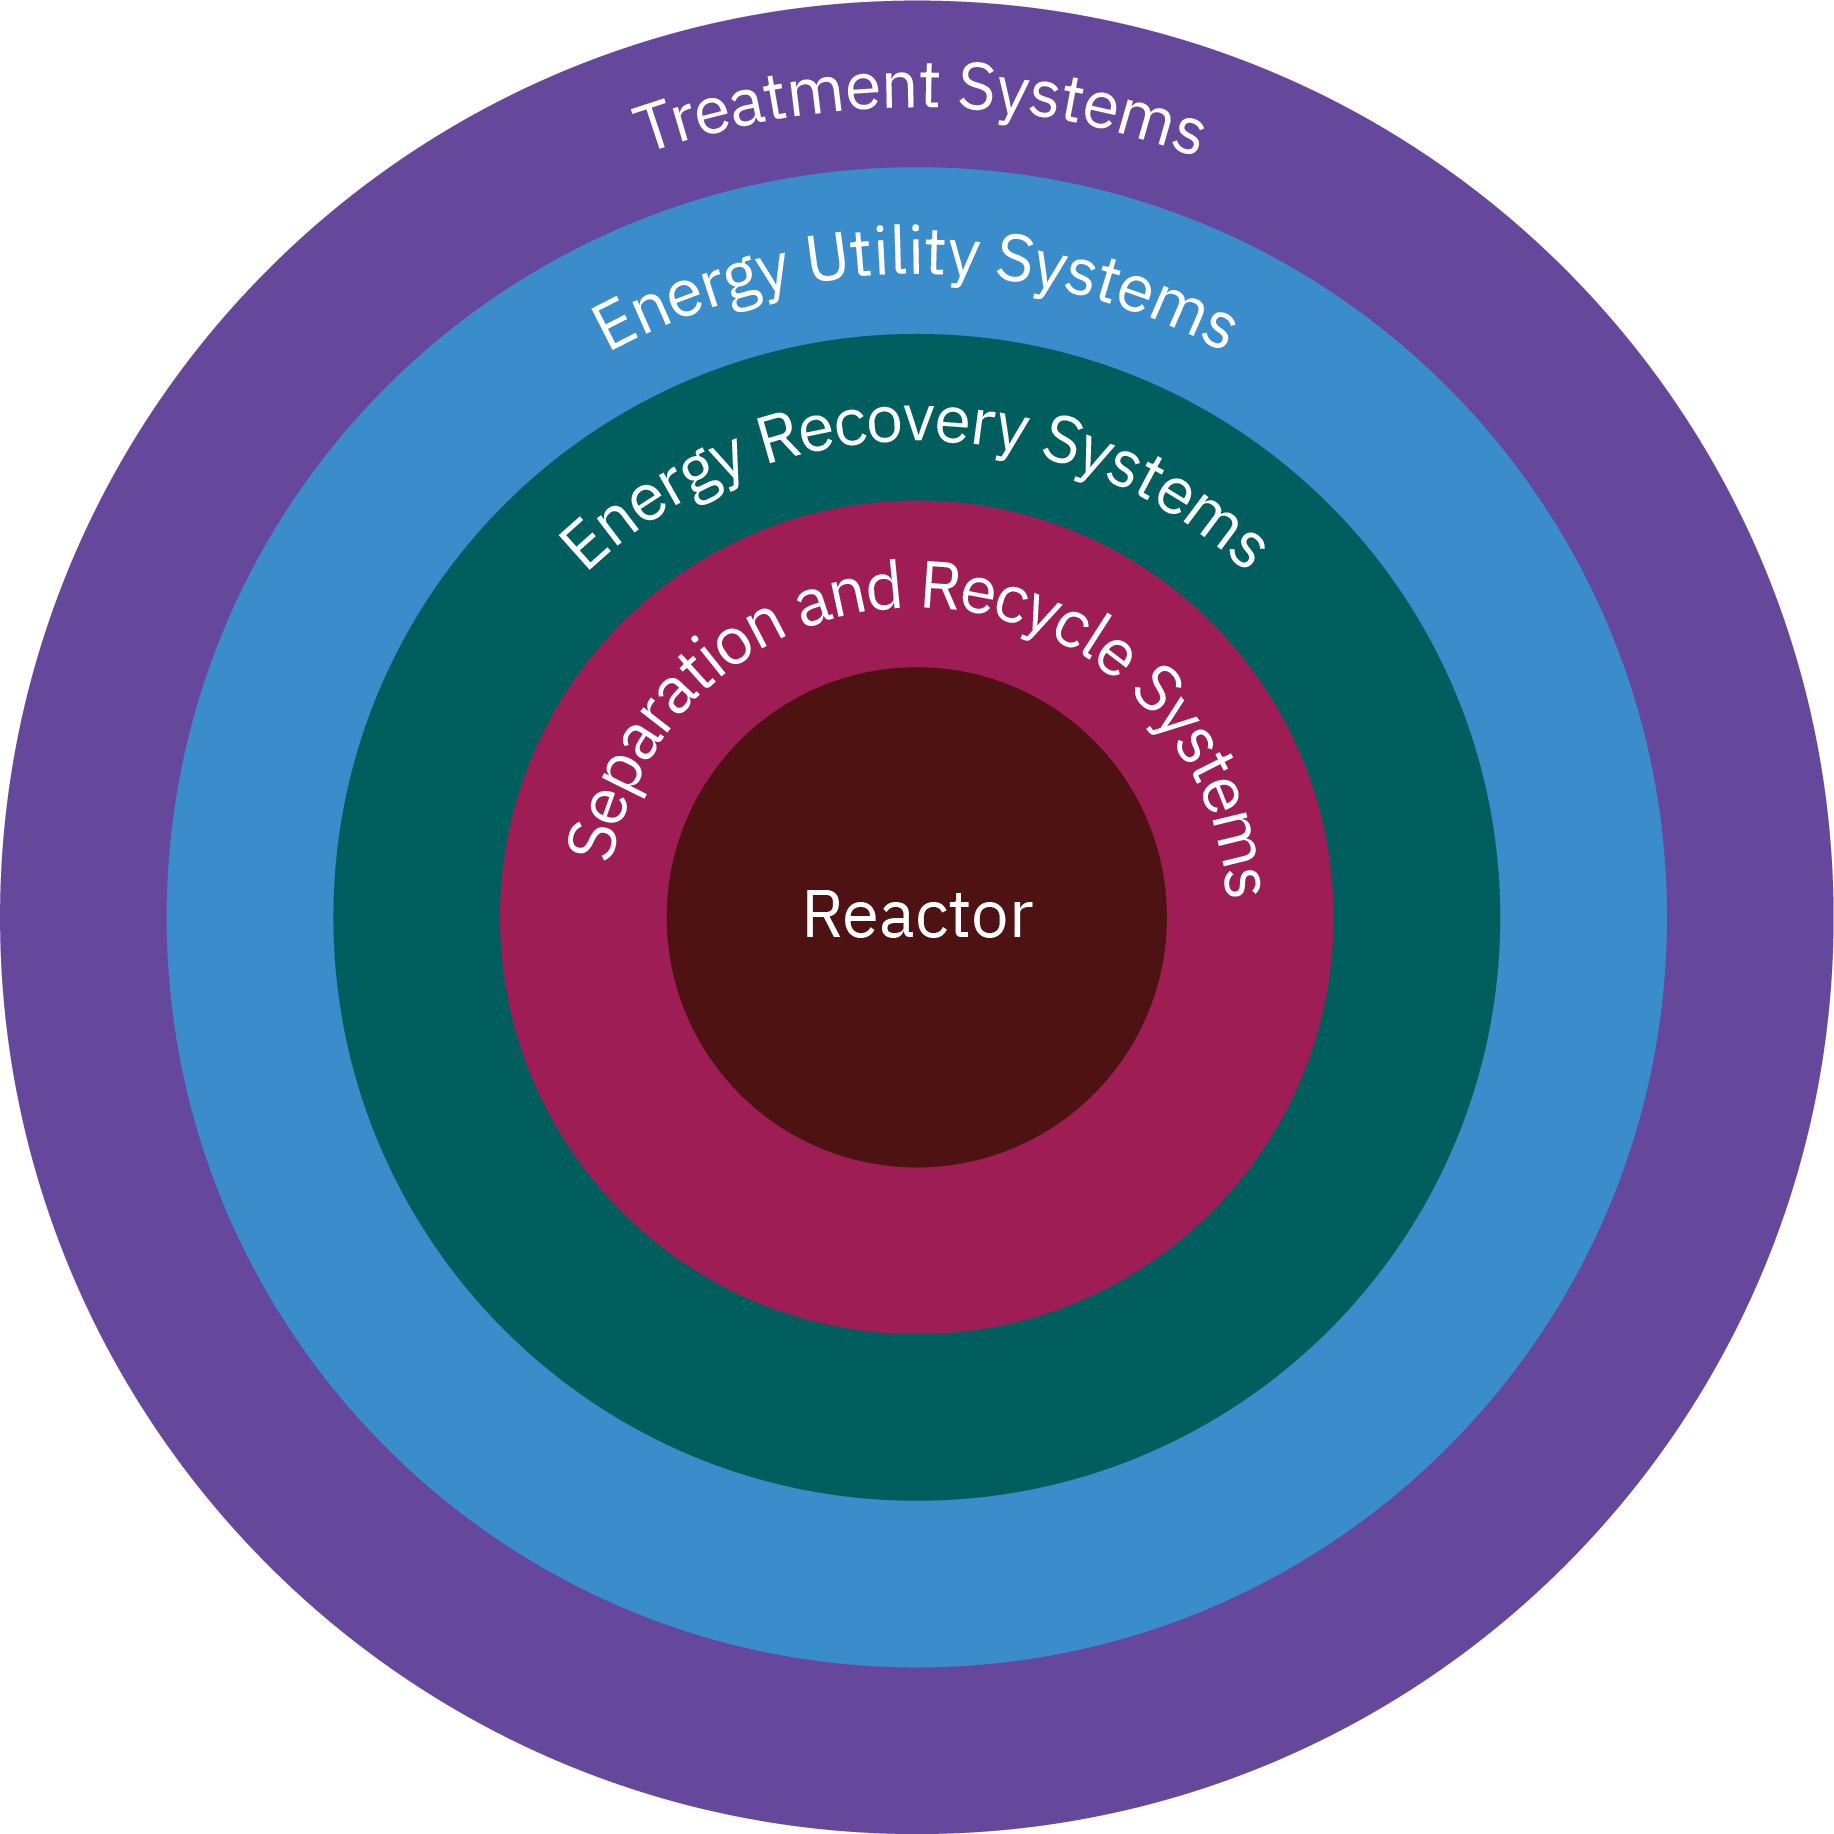 Treatment Systems
Energy Utility Systems
Energy Recovery Systems
Separation and Recycle Systems
Reactor